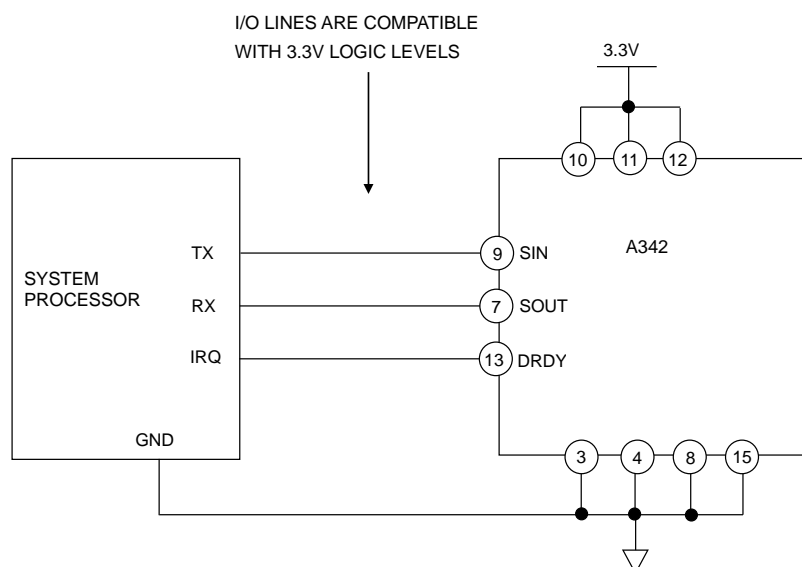 I/O LINES ARE COMPATIBLE
WITH 3.3V LOGIC LEVELS
3.3V
10
11
12
A342
TX
9
SIN
SYSTEM
PROCESSOR
RX
7
SOUT
IRQ
13
DRDY
GND
3
4
8
15